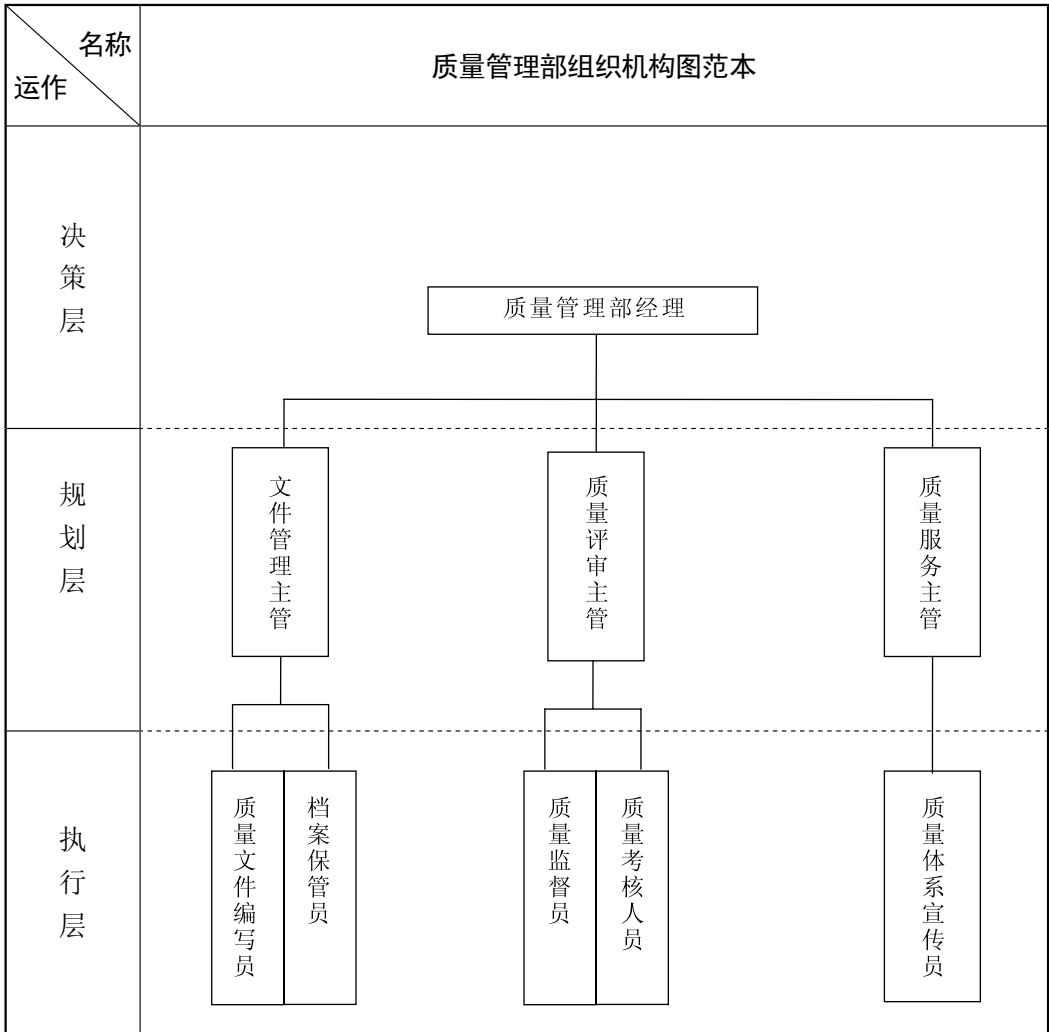 名称
运作
质量管理部组织机构图范本
决策层
质量管理部经理
规划层
文件管理主管
质量评审主管
质量服务主管
执行层
质量文件编写员
档案保管员
质量监督员
质量考核人员
质量体系宣传员